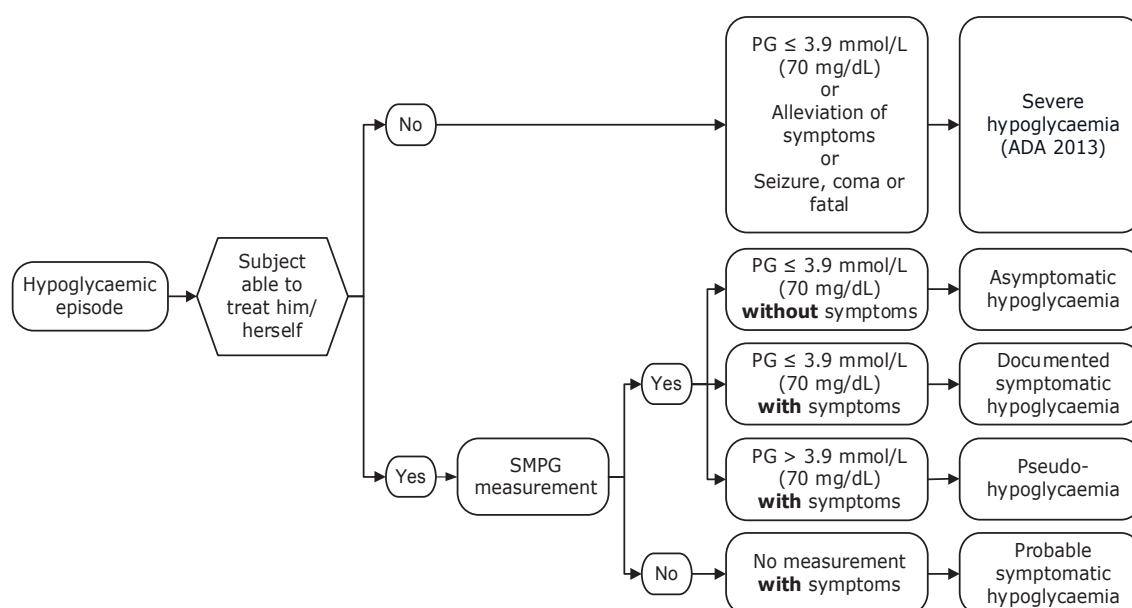 Hypoglycaemic
episode
Subject
able to
treat him/
herself
No
PG ≤ 3.9 mmol/L
(70 mg/dL)
or
Alleviation of
symptoms
or
Seizure, coma or
fatal
Severe
hypoglycaemia
(ADA 2013)
Yes
SMPG
measurement
Yes
PG ≤ 3.9 mmol/L
(70 mg/dL)
without symptoms
Asymptomatic
hypoglycaemia
PG ≤ 3.9 mmol/L
(70 mg/dL)
with symptoms
Documented
symptomatic
hypoglycaemia
PG > 3.9 mmol/L
(70 mg/dL)
with symptoms
Pseudo-
hypoglycaemia
No
No measurement
with symptoms
Probable
symptomatic
hypoglycaemia